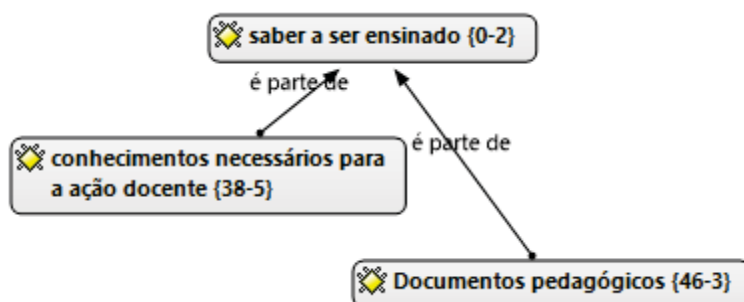 saber a ser ensinado {0-2}
é parte de
conhecimentos necessários para
a ação docente {38-5}
é parte de
Documentos pedagógicos {46-3}